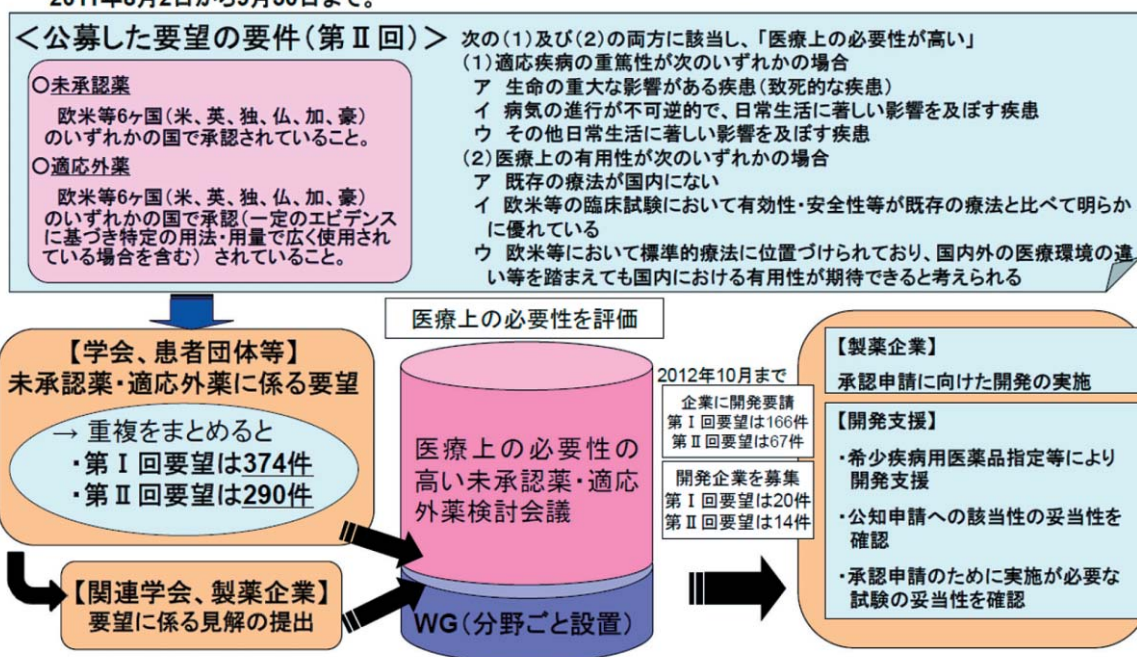 2011年8月2日から9月30日まで。
＜公募した要望の要件(第Ⅱ回)＞
○未承認薬
欧米等6ヶ国(米、英、独、仏、加、豪)
のいずれかの国で承認されていること。
○適応外薬
欧米等6ヶ国(米、英、独、仏、加、豪)
のいずれかの国で承認(一定のエビデンス
に基づき特定の用法・用量で広く使用され
ている場合を含む) されていること。
次の(1)及び(2)の両方に該当し、「医療上の必要性が高い」
(1)適応疾病の重篤性が次のいずれかの場合
ア 生命の重大な影響がある疾患(致死的な疾患)
イ 病気の進行が不可逆的で、日常生活に著しい影響を及ぼす疾患
ウ その他日常生活に著しい影響を及ぼす疾患
(2)医療上の有用性が次のいずれかの場合
ア 既存の療法が国内にない
イ 欧米等の臨床試験において有効性・安全性等が既存の療法と比べて明らか
に優れている
ウ 欧米等において標準的療法に位置づけられており、国内外の医療環境の違
い等を踏まえても国内における有用性が期待できると考えられる
【学会、患者団体等】
未承認薬・適応外薬に係る要望
→ 重複をまとめると
・第Ⅰ回要望は374件
・第Ⅱ回要望は290件
【関連学会、製薬企業】
要望に係る見解の提出
医療上の必要性を評価
医療上の必要性の
高い未承認薬・適応
外薬検討会議
WG(分野ごと設置)
2012年10月まで
企業に開発要請
第Ⅰ回要望は166件
第Ⅱ回要望は67件
開発企業を募集
第Ⅰ回要望は20件
第Ⅱ回要望は14件
【製薬企業】
承認申請に向けた開発の実施
【開発支援】
・希少疾病用医薬品指定等により
開発支援
・公知申請への該当性の妥当性を
確認
・承認申請のために実施が必要な
試験の妥当性を確認